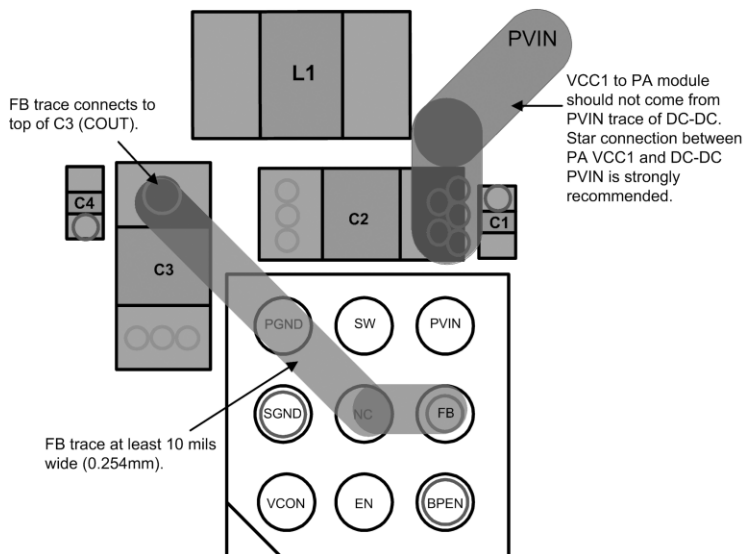 PVIN
L1
FB trace connects to
top of C3 (COUT).
VCC1 to PA module
should not come from
PVIN trace of DC-DC.
Star connection between
PA VCC1 and DC-DC
PVIN is strongly
recommended.
C4
C2
C1
C3
PGND
SW
PVIN
SGND
NC
FB
FB trace at least 10 mils
wide (0.254mm).
VCON
EN
BPEN